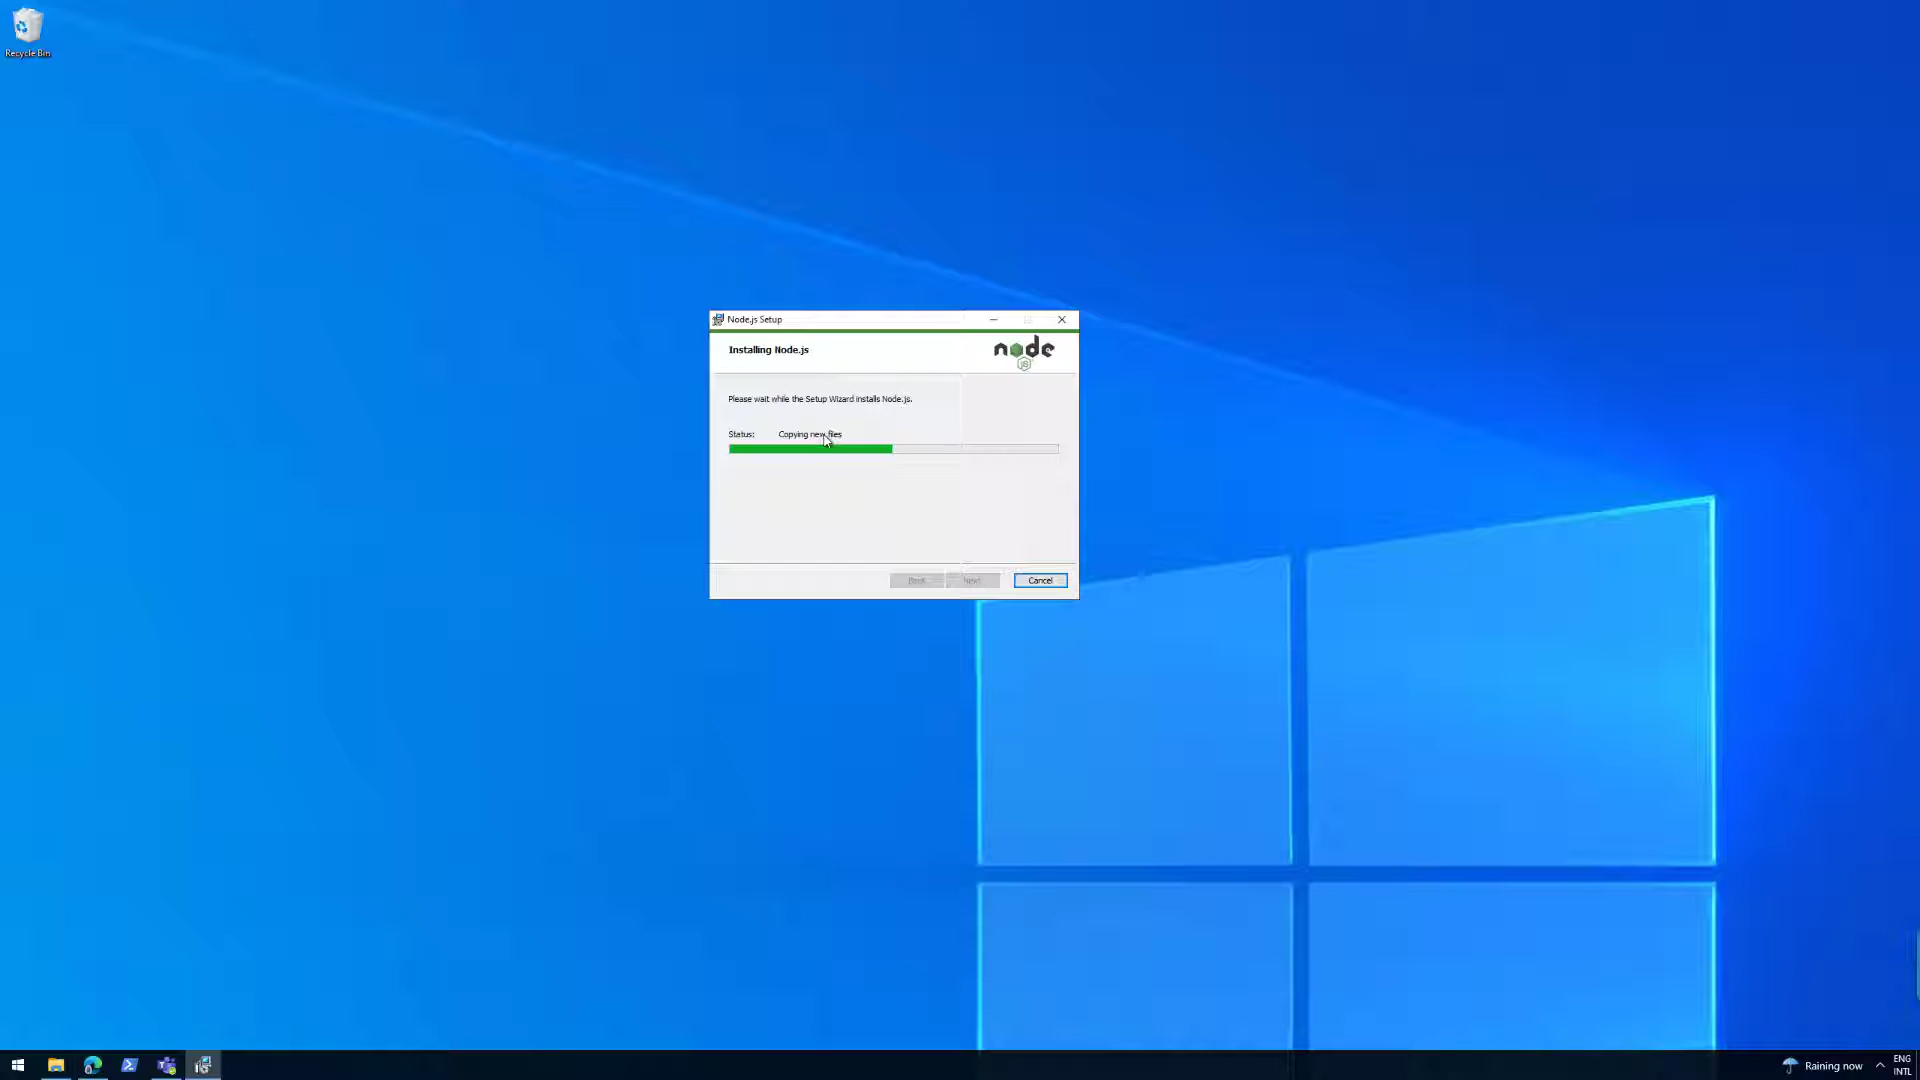 Recycle Bin
Node.js Setup
Installing Node.js
node
JS
Please wait while the Setup Wizard installs Node.js.
Status: Copying new files
Back Next Cancel
Raining now
ENG
INTL